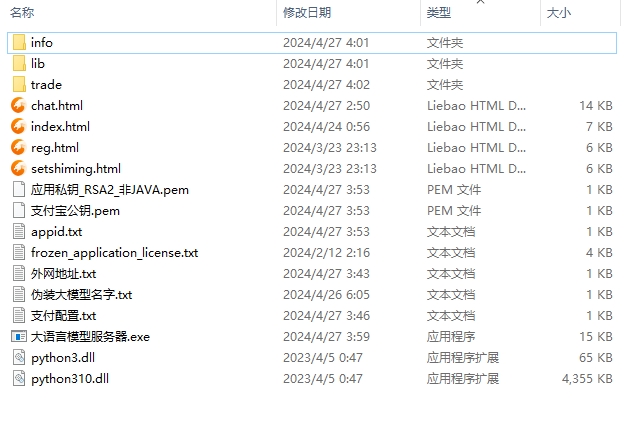 名称 修改日期 类型 大小
info 2024/4/27 4:01 文件夹
lib 2024/4/27 4:01 文件夹
trade 2024/4/27 4:02 文件夹
chat.html 2024/4/27 2:50 Liebao HTML D... 14 KB
index.html 2024/4/24 0:56 Liebao HTML D... 7 KB
reg.html 2024/3/23 23:13 Liebao HTML D... 6 KB
setshiming.html 2024/3/23 23:13 Liebao HTML D... 6 KB
应用私钥_RSA2_非JAVA.pem 2024/4/27 3:53 PEM 文件 1 KB
支付宝公钥.pem 2024/4/27 3:53 PEM 文件 1 KB
appid.txt 2024/4/27 3:53 文本文档 1 KB
frozen_application_license.txt 2024/2/12 2:16 文本文档 4 KB
外网地址.txt 2024/4/27 3:43 文本文档 1 KB
伪装大模型名字.txt 2024/4/26 6:05 文本文档 1 KB
支付配置.txt 2024/4/27 3:46 文本文档 1 KB
大语言模型服务器.exe 2024/4/27 3:59 应用程序 15 KB
python3.dll 2023/4/5 0:47 应用程序扩展 65 KB
python310.dll 2023/4/5 0:47 应用程序扩展 4,355 KB